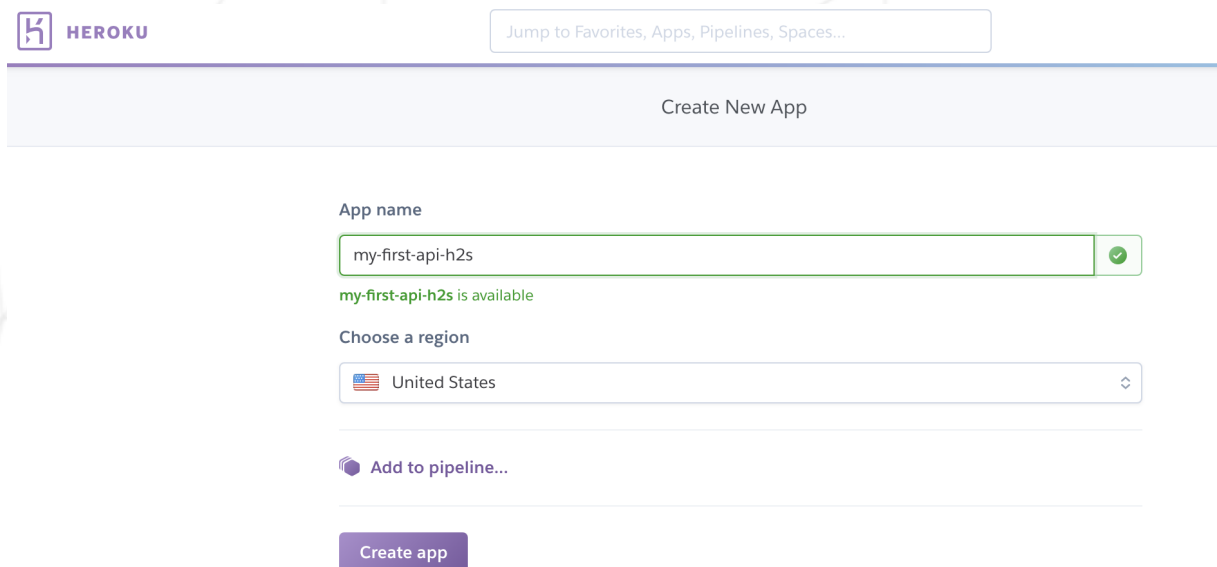 HEROKU
Jump to Favorites, Apps, Pipelines, Spaces...
Create New App
App name
my-first-api-h2s
my-first-api-h2s is available
Choose a region
United States
Add to pipeline...
Create app